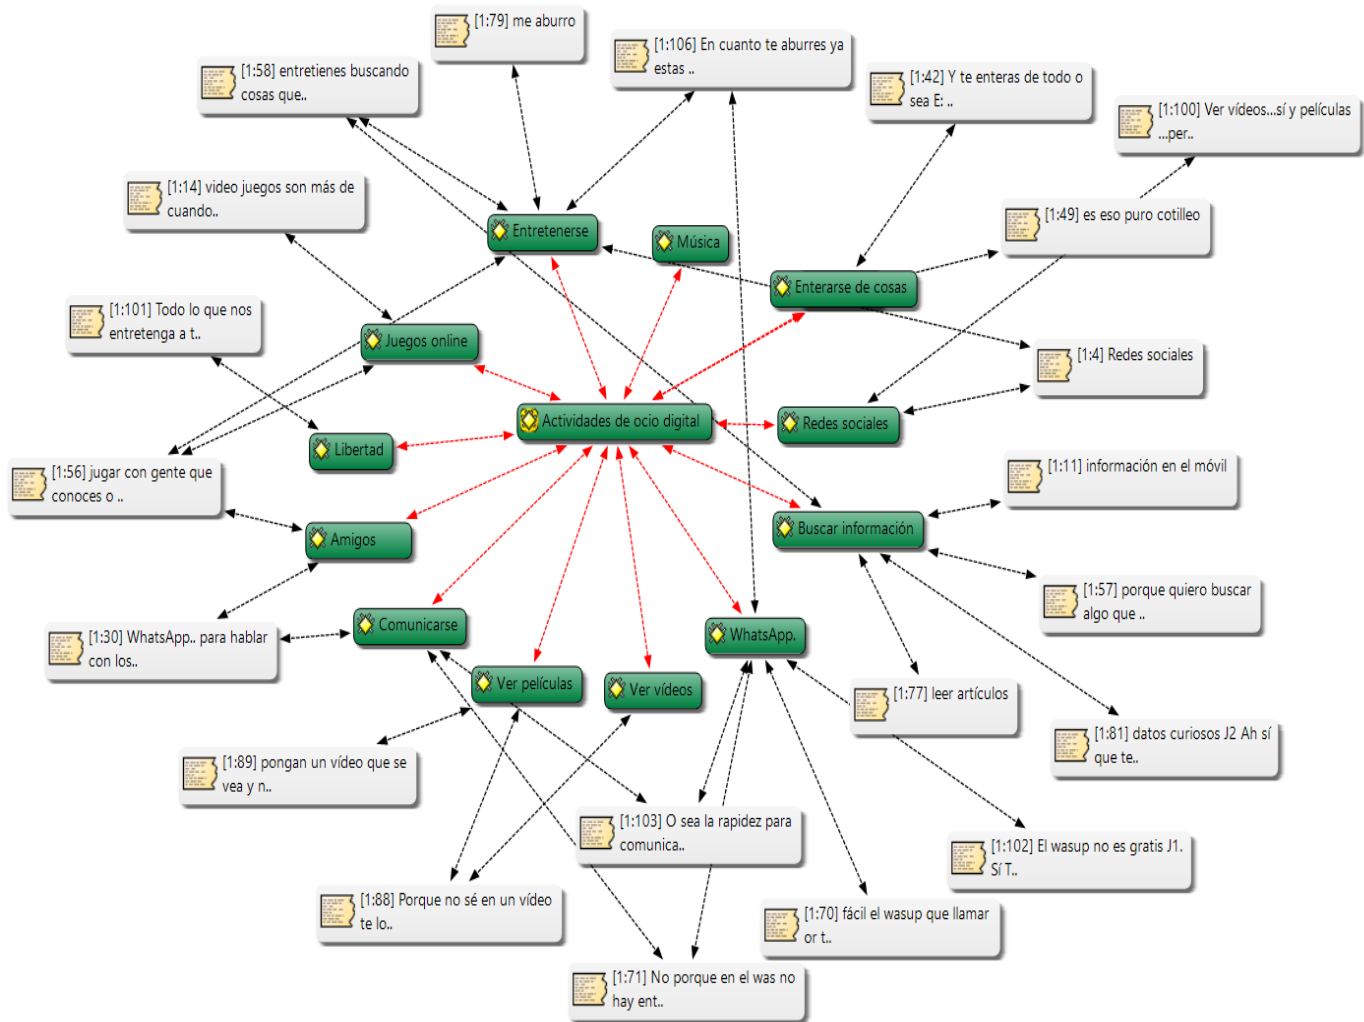 [1:79] me aburro
[1:106] En cuanto te aburres ya
estas ..
[1:58] entretienes buscando
cosas que..
[1:42] Y te enteras de todo o
sea E: ..
[1:100] Ver vídeos...sí y películas
...per..
[1:14] video juegos son más de
cuando..
[1:49] es eso puro cotilleo
Entretenerse
Música
Enterarse de cosas
[1:101] Todo lo que nos
entretenga a t..
Juegos online
[1:4] Redes sociales
Actividades de ocio digital
Redes sociales
Libertad
[1:56] jugar con gente que
conoces o ..
[1:11] información en el móvil
Buscar información
Amigos
[1:57] porque quiero buscar
algo que ..
[1:30] WhatsApp.. para hablar
con los..
Comunicarse
WhatsApp.
Ver películas
Ver vídeos
[1:77] leer artículos
[1:81] datos curiosos J2 Ah sí
que te..
[1:89] pongan un vídeo que se
vea y n..
[1:103] O sea la rapidez para
comunica..
[1:102] El wasup no es gratis J1.
Sí T..
[1:88] Porque no sé en un vídeo
te lo..
[1:70] fácil el wasup que llamar
or t..
[1:71] No porque en el was no
hay ent..